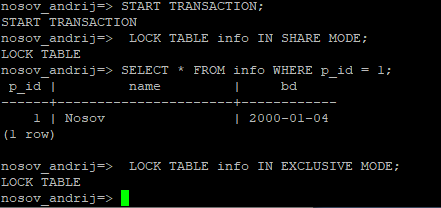 nosov_andrij=> START TRANSACTION;
START TRANSACTION
nosov_andrij=>  LOCK TABLE info IN SHARE MODE;
LOCK TABLE
nosov_andrij=> SELECT * FROM info WHERE p_id = 1;
 p_id |         name         |     bd
------+----------------------+------------
    1 | Nosov                | 2000-01-04
(1 row)

nosov_andrij=>  LOCK TABLE info IN EXCLUSIVE MODE;
LOCK TABLE
nosov_andrij=>